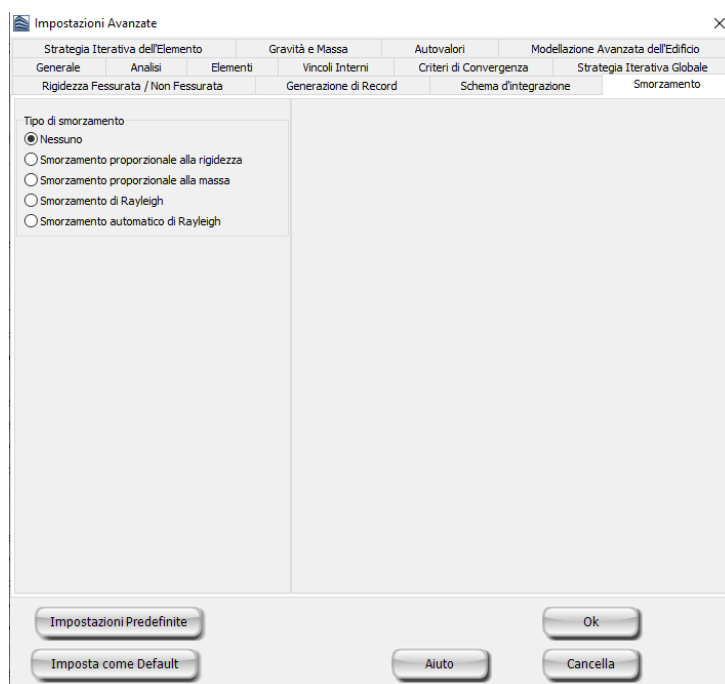 Impostazioni Avanzate
Strategia Iterativa dell'Elemento Gravità e Massa Autovalori Modellazione Avanzata dell'Edificio
Generale Analisi Elementi Vincoli Interni Criteri di Convergenza Strategia Iterativa Globale
Rigidezza Fessurata / Non Fessurata Generazione di Record Schema d'integrazione Smorzamento
Tipo di smorzamento
Nessuno
Smorzamento proporzionale alla rigidezza
Smorzamento proporzionale alla massa
Smorzamento di Rayleigh
Smorzamento automatico di Rayleigh
Impostazioni Predefinite Ok
Imposta come Default Aiuto Cancella